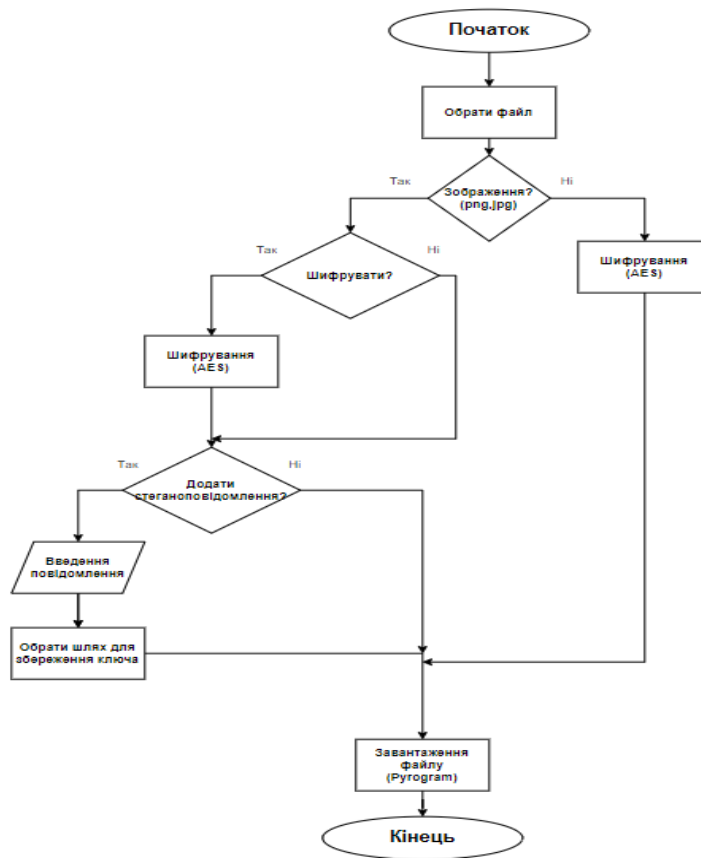 Початок
Обрати файл
Так
Зображення?
(png,jpg)
Ні
Так
Шифрувати?
Ні
Шифрування
(AES)
Шифрування
(AES)
Так
Додати
стеганоповідомлення?
Ні
Введення
повідомлення
Обрати шлях для
збереження ключа
Завантаження
файлу
(Pyrogram)
Кінець